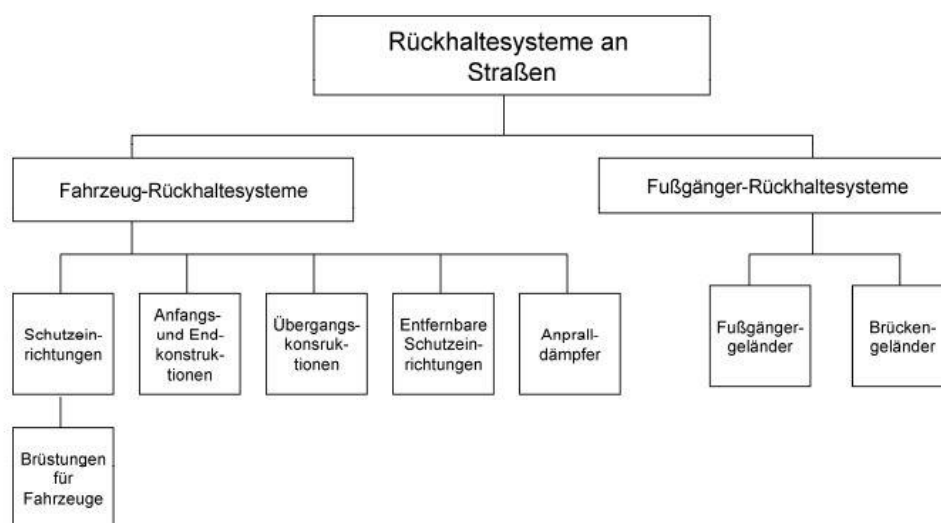 Rückhaltesysteme an
Straßen
Fahrzeug-Rückhaltesysteme
Fußgänger-Rückhaltesysteme
Schutzein-
richtungen
Anfangs-
und End-
konstruk-
tionen
Übergangs-
konsruk-
tionen
Entfernbare
Schutzein-
richtungen
Anprall-
dämpfer
Fußgänger-
geländer
Brücken-
geländer
Brüstungen
für
Fahrzeuge